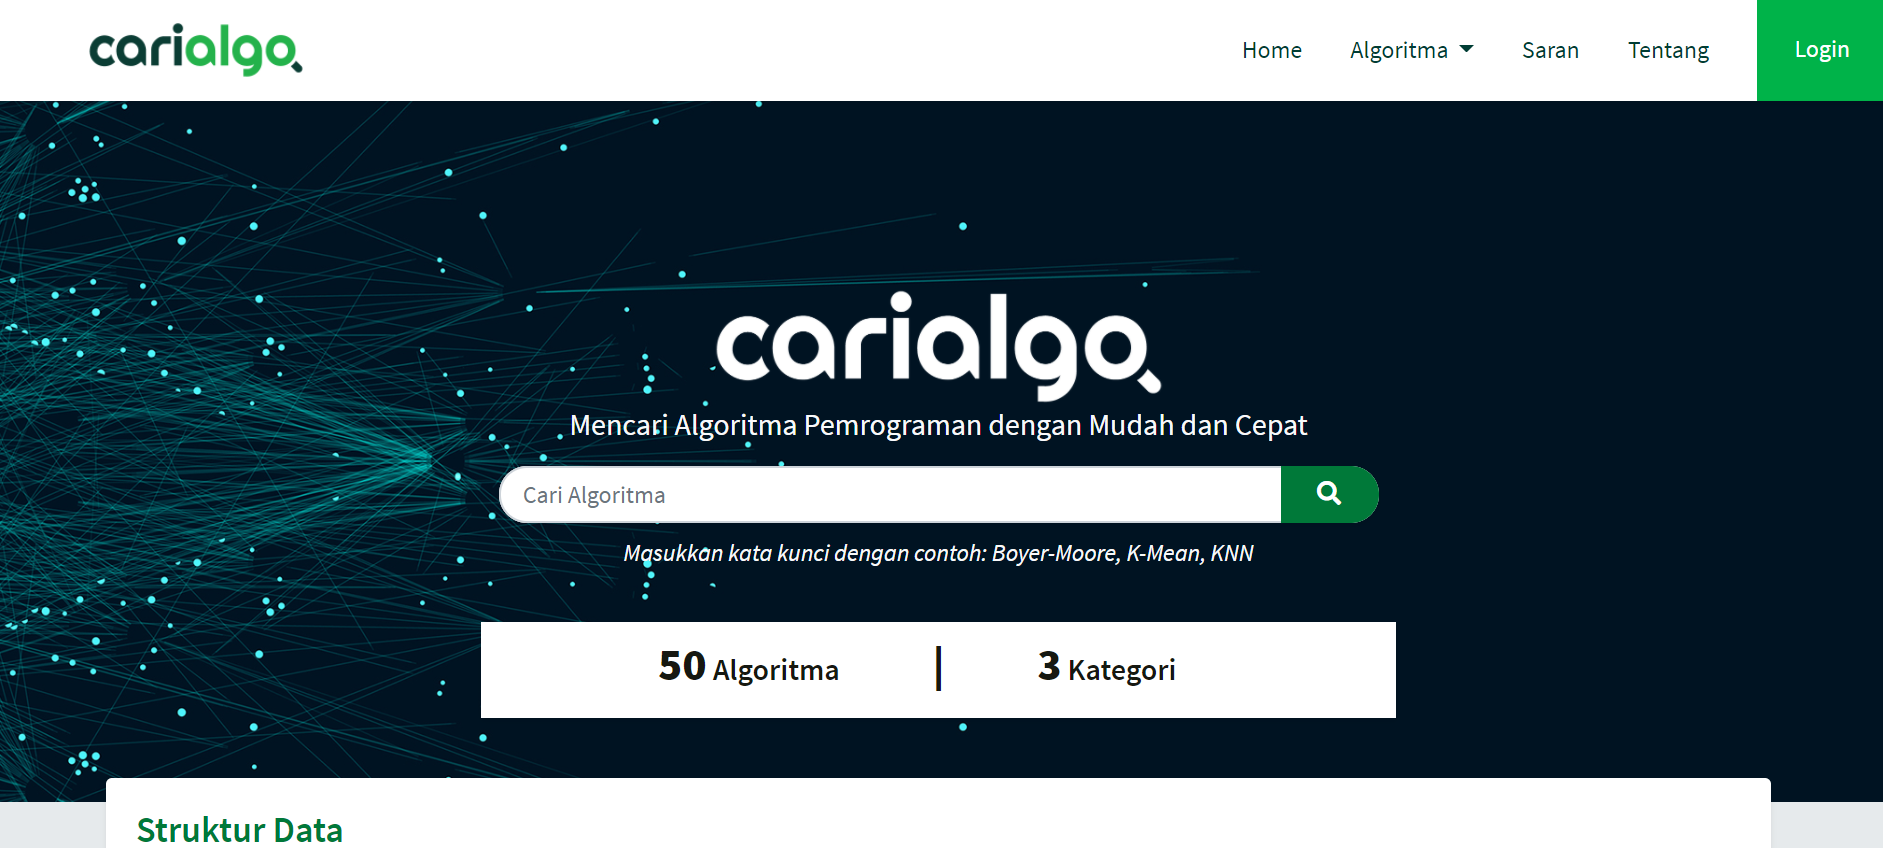 carialgo
Home Algoritma Saran Tentang Login
carialgo
Mencari Algoritma Pemrograman dengan Mudah dan Cepat
Cari Algoritma
Masukkan kata kunci dengan contoh: Boyer-Moore, K-Mean, KNN
50 Algoritma | 3 Kategori
Struktur Data